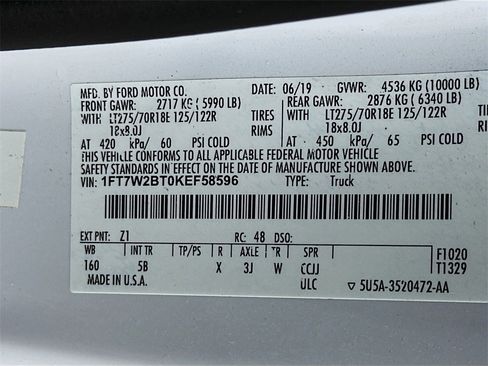 MFD. BY FORD MOTOR CO. DATE: 06/19 GVWR: 4536 KG (10000 LB)
FRONT GAWR: 2717 KG (5990 LB) REAR GAWR: 2876 KG (6340 LB)
LT275/70R18E 125/122R TIRES LT275/70R18E 125/122R
18x8.0J RIMS 18x8.0J
AT 420 kPa/ 60 PSI COLD AT 450 kPa/ 65 PSI COLD
THIS VEHICLE CONFORMS TO ALL APPLICABLE FEDERAL MOTOR VEHICLE
SAFETY STANDARDS IN EFFECT ON THE DATE OF MANUFACTURE SHOWN ABOVE.
VIN: 1FT7W2BT0KEF58596 TYPE: Truck
EXT PNT: Z1 RC: 48 DSO:
WB INT TR TP/PS R AXLE TR SPR F1020
160 5B X 3J W CCJJ T1329
MADE IN U.S.A. ULC ▽ 5U5A-3520472-AA